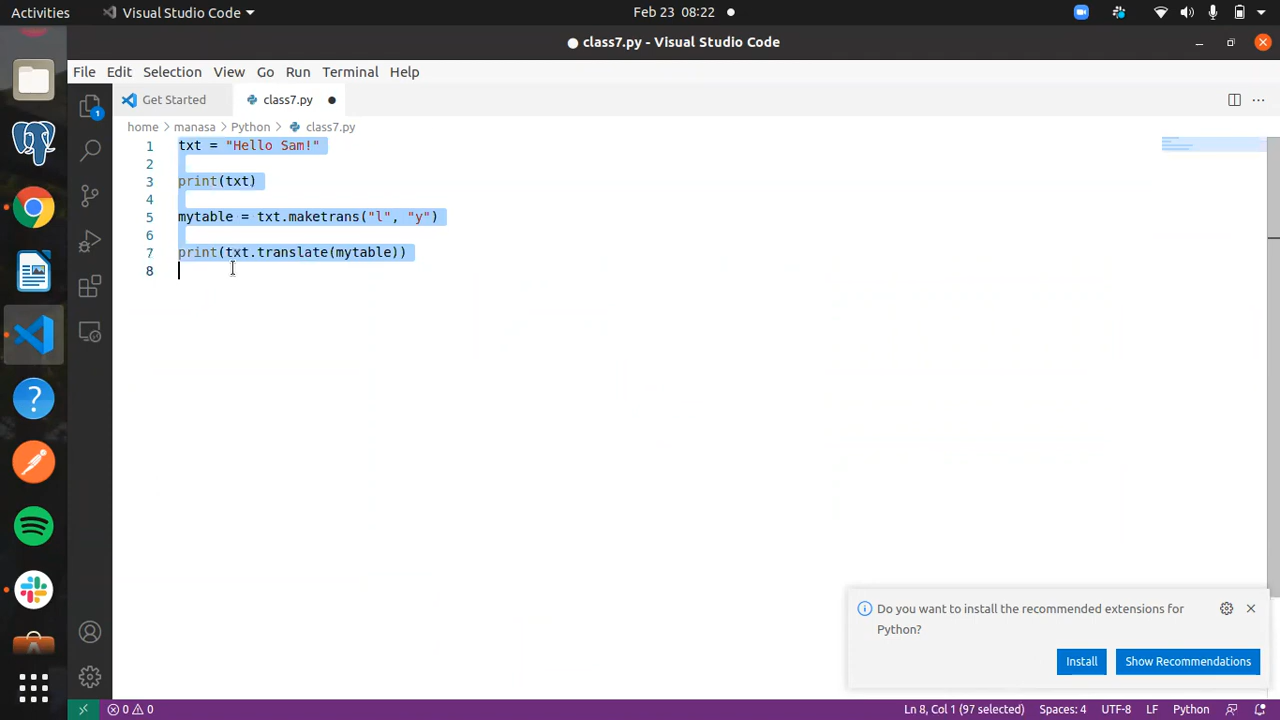 Activities Visual Studio Code Feb 23 08:22
class7.py - Visual Studio Code
File Edit Selection View Go Run Terminal Help
1 Get Started class7.py
home > manasa > Python > class7.py
1 txt = "Hello Sam!"
2
3 print(txt)
4
5 mytable = txt.maketrans("l", "y")
6
7 print(txt.translate(mytable))
8
Do you want to install the recommended extensions for
Python?
Install Show Recommendations
0 0 Ln 8, Col 1 (97 selected) Spaces: 4 UTF-8 LF Python